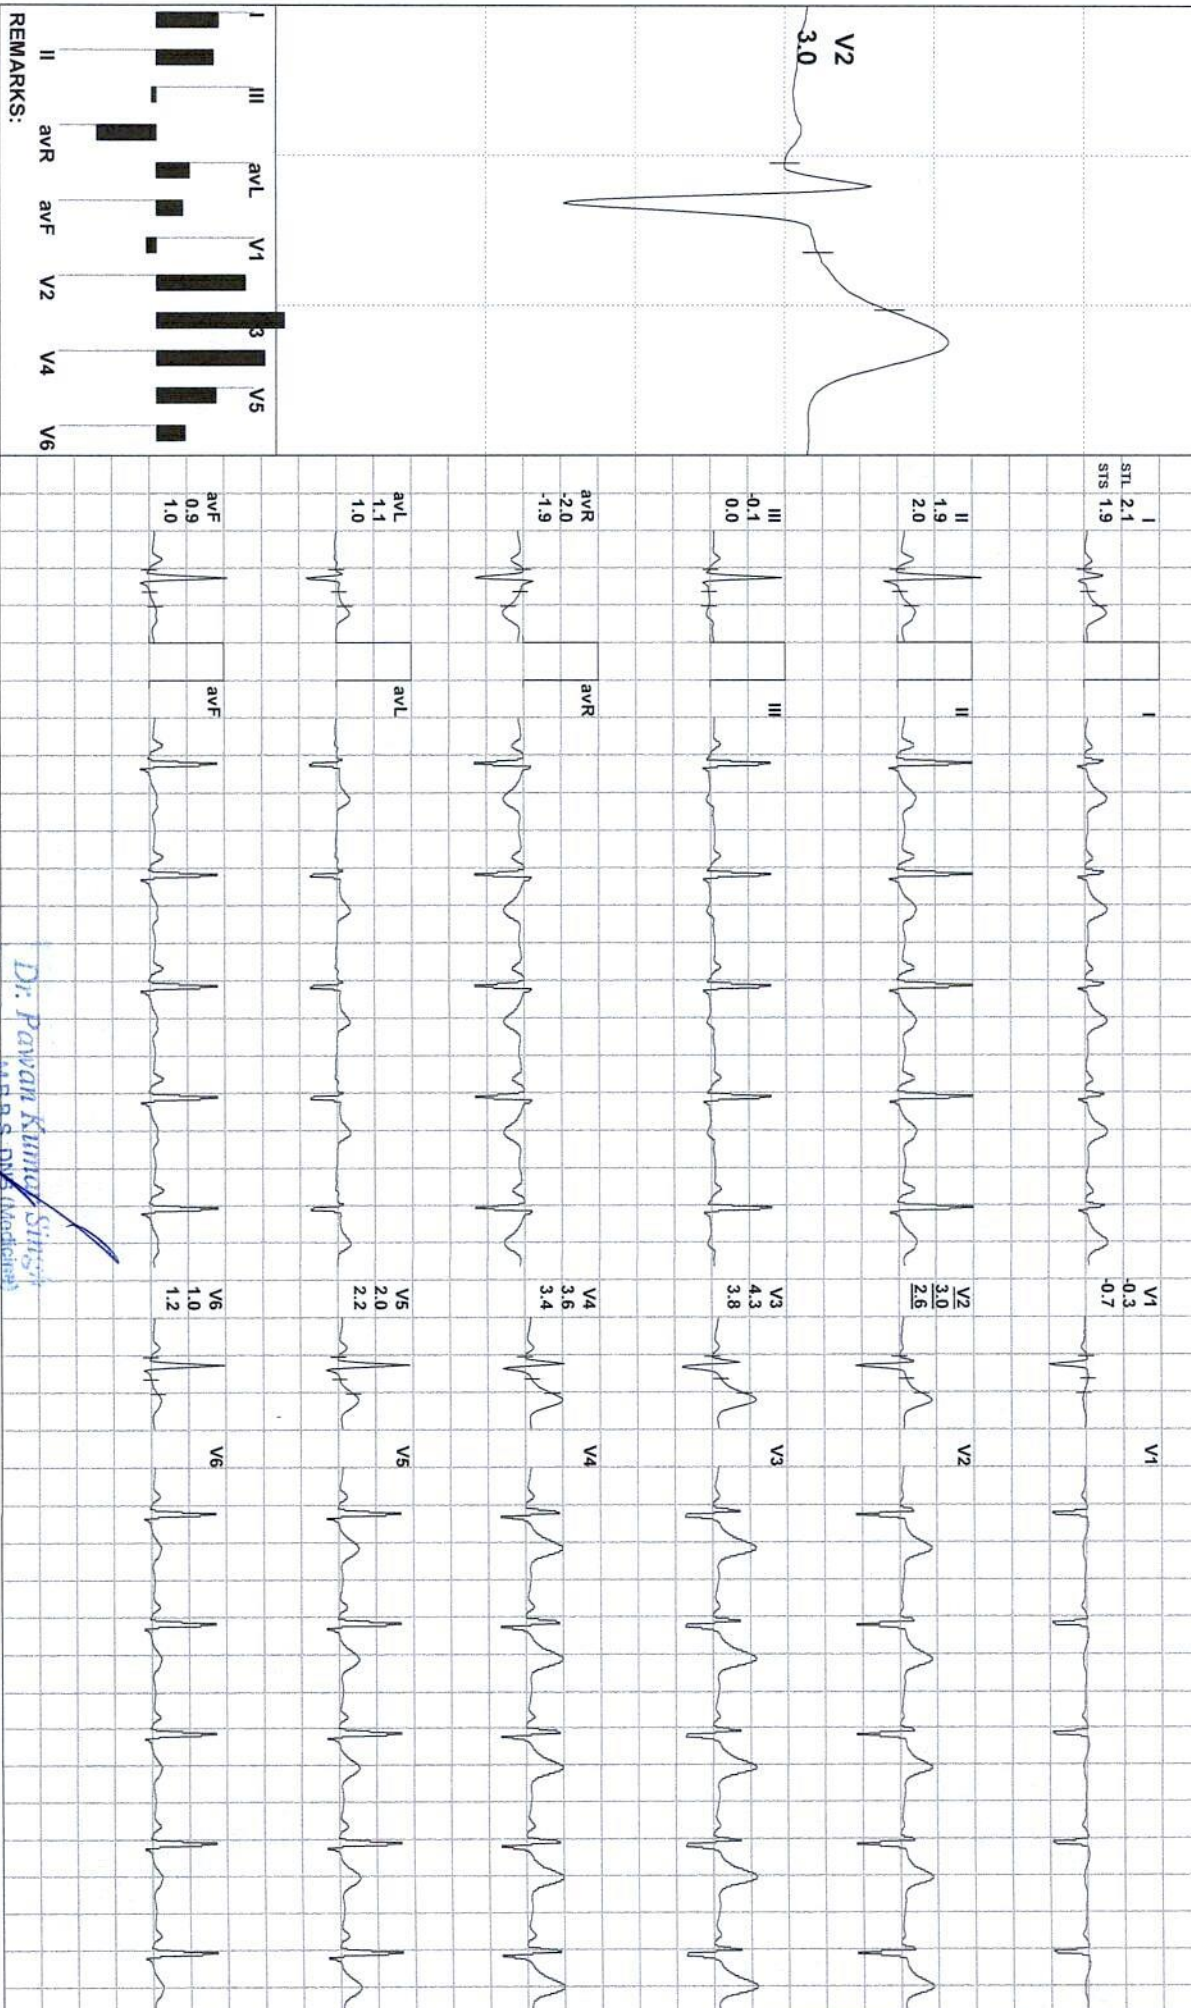 V2
3.0
I
II
III
avR
avL
avF
V1
V2
3
V4
V5
V6
REMARKS:
I
STL 2.1
STS 1.9
II
1.9
2.0
III
-0.1
0.0
avR
-2.0
-1.9
avL
1.1
1.0
avF
0.9
1.0
I
II
III
avR
avL
avF
V1
-0.3
-0.7
V2
3.0
2.6
V3
4.3
3.8
V4
3.6
3.4
V5
2.0
2.2
V6
1.0
1.2
V1
V2
V3
V4
V5
V6
Dr. Pawan Kumar Singh
M.B.B.S, DNB (Medicine)